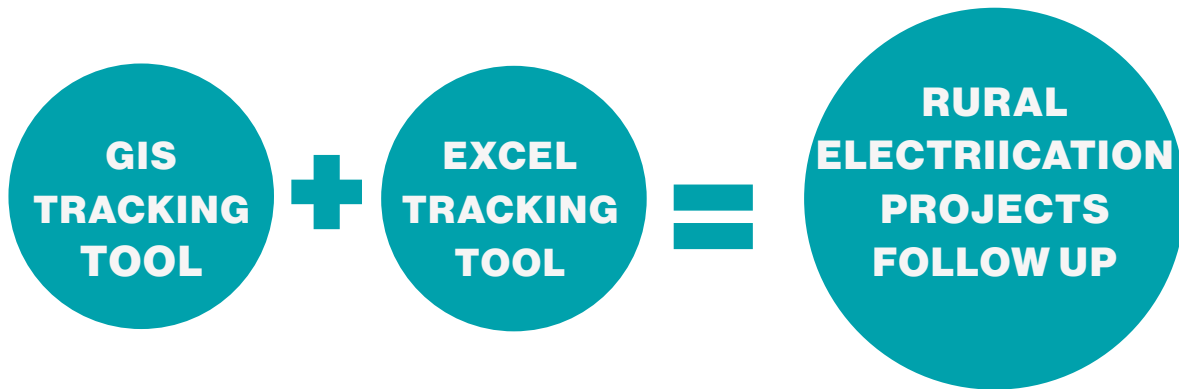 GIS
TRACKING
TOOL
+
EXCEL
TRACKING
TOOL
=
RURAL
ELECTRIICATION
PROJECTS
FOLLOW UP